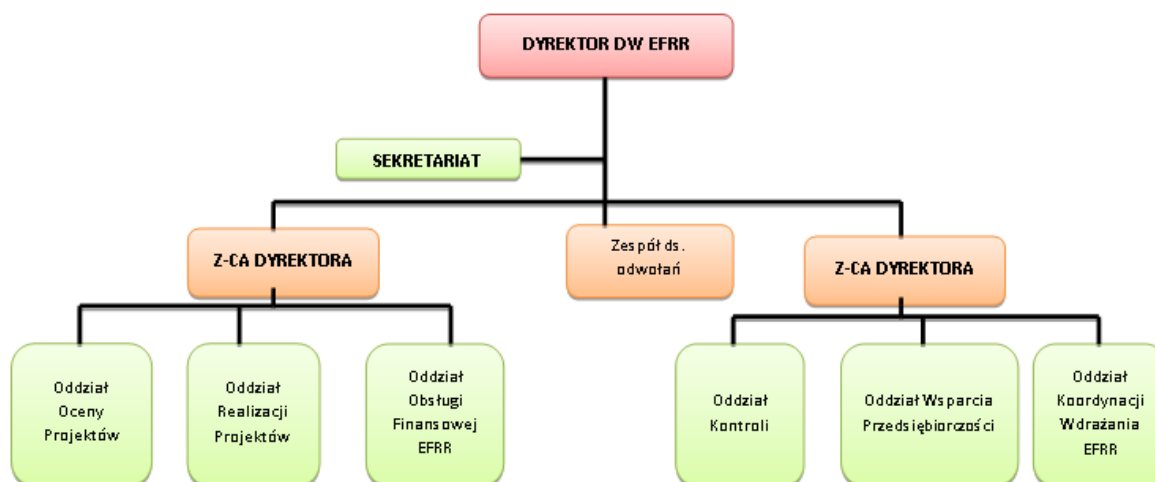 DYREKTOR DW EFRR
SEKRETARIAT
Z-CA DYREKTORA
Zespół ds.
odwołań
Z-CA DYREKTORA
Oddział
Oceny
Projektów
Oddział
Realizacji
Projektów
Oddział
Obsługi
Finansowej
EFRR
Oddział
Kontroli
Oddział Wsparcia
Przedsiębiorczości
Oddział
Koordynacji
Wdrażania
EFRR